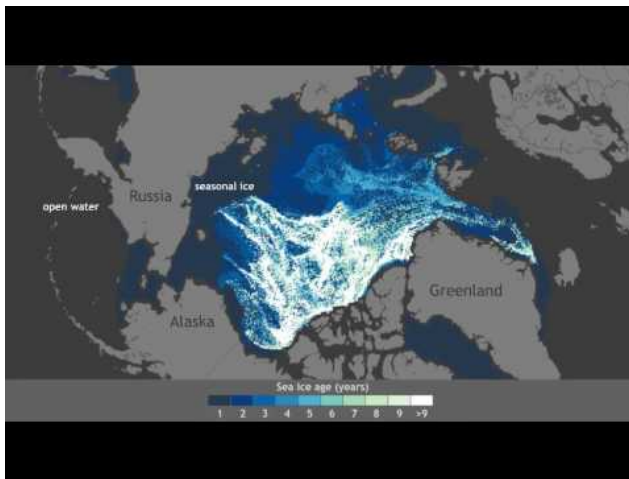 seasonal ice
Russia
open water
Greenland
Alaska
Sea Ice age (years)
1 2 3 4 5 6 7 8 9 >9